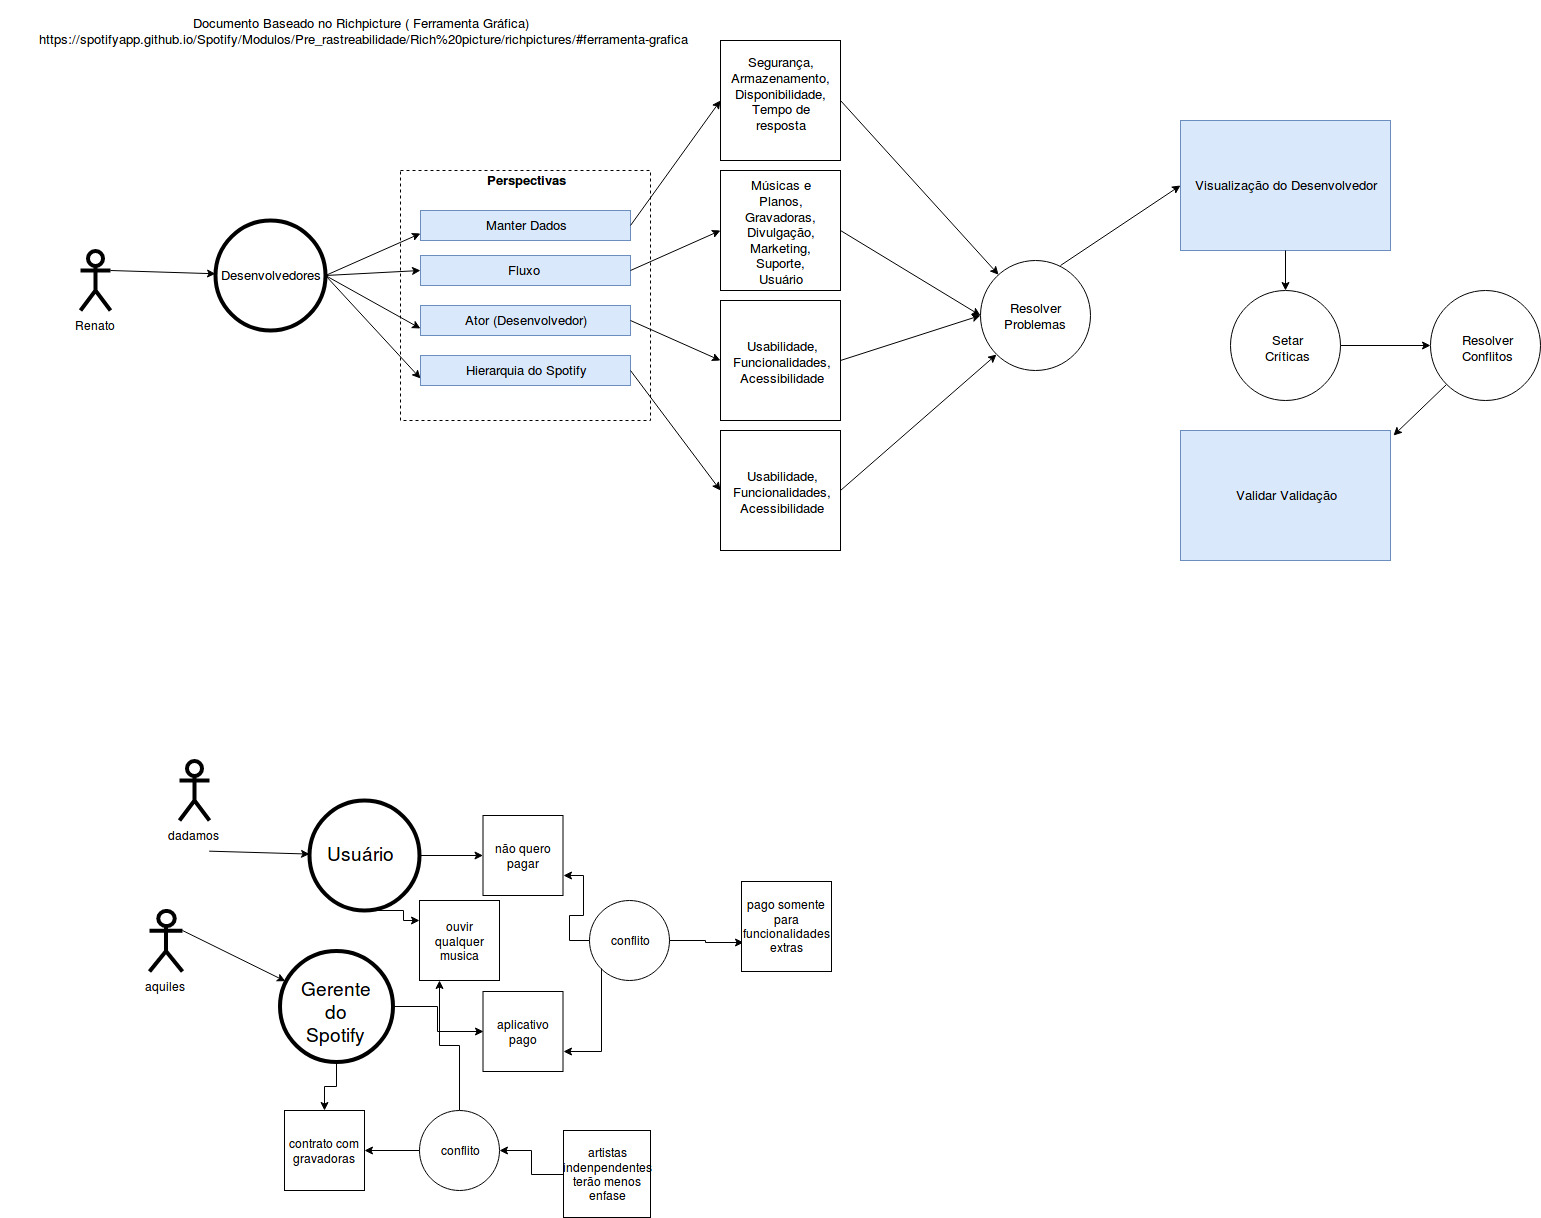 Documento Baseado no Richpicture ( Ferramenta Gráfica)
https://spotifyapp.github.io/Spotify/Modulos/Pre_rastreabilidade/Rich%20picture/richpictures/#ferramenta-grafica
Renato
Desenvolvedores
Perspectivas
Manter Dados
Fluxo
Ator (Desenvolvedor)
Hierarquia do Spotify
Segurança,
Armazenamento,
Disponibilidade,
Tempo de
resposta
Músicas e
Planos,
Gravadoras,
Divulgação,
Marketing,
Suporte,
Usuário
Usabilidade,
Funcionalidades,
Acessibilidade
Usabilidade,
Funcionalidades,
Acessibilidade
Resolver
Problemas
Visualização do Desenvolvedor
Setar
Críticas
Resolver
Conflitos
Validar Validação
dadamos
Usuário
não quero
pagar
aquiles
Gerente
do
Spotify
ouvir
qualquer
musica
aplicativo
pago
conflito
pago somente
para
funcionalidades
extras
contrato com
gravadoras
conflito
artistas
indenpendentes
terão menos
enfase